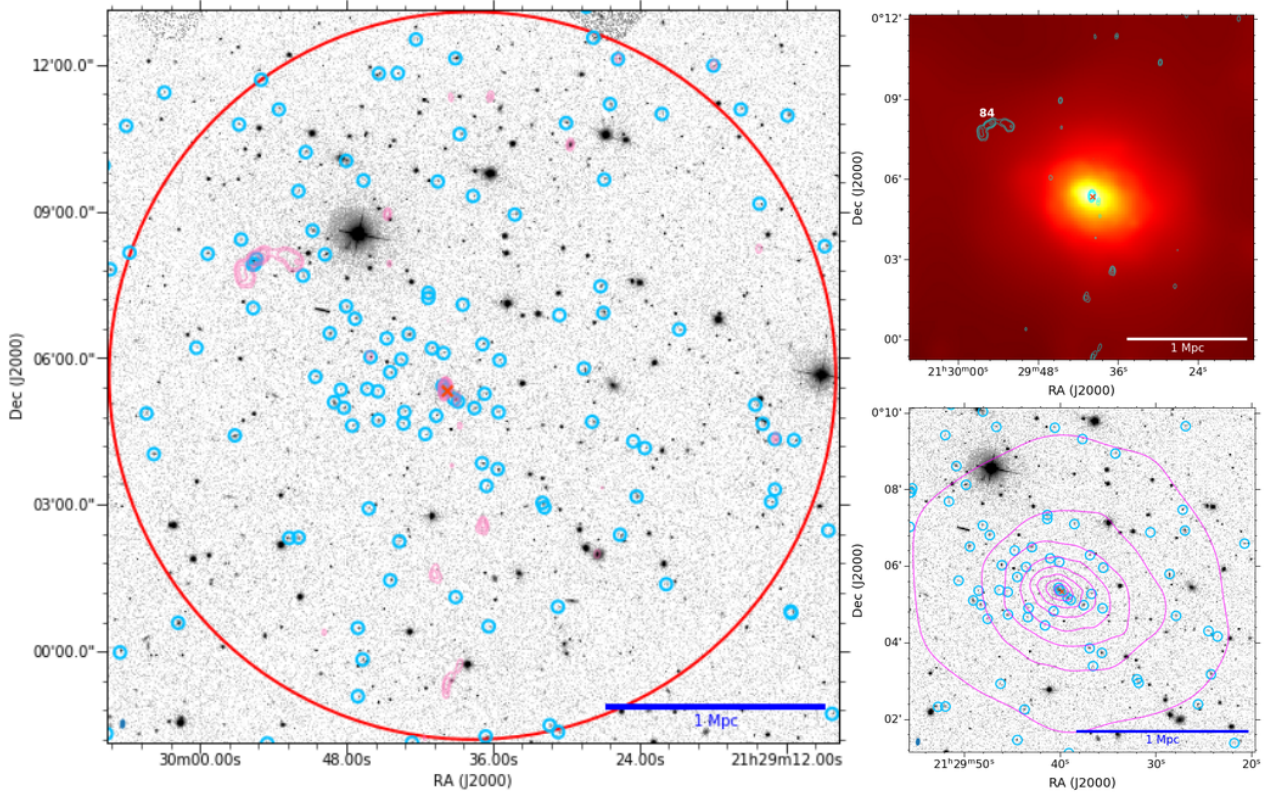 12'00.0"
09'00.0"
06'00.0"
03'00.0"
00'00.0"
Dec (J2000)
1 Mpc
30m00.00s
48.00s
36.00s
24.00s
21h29m12.00s
RA (J2000)
0°12'
09'
06'
03'
00'
Dec (J2000)
84
1 Mpc
21h30m00s
29m48s
36s
24s
RA (J2000)
0°10'
08'
06'
04'
02'
Dec (J2000)
1 Mpc
21h29m50s
40s
30s
20s
RA (J2000)